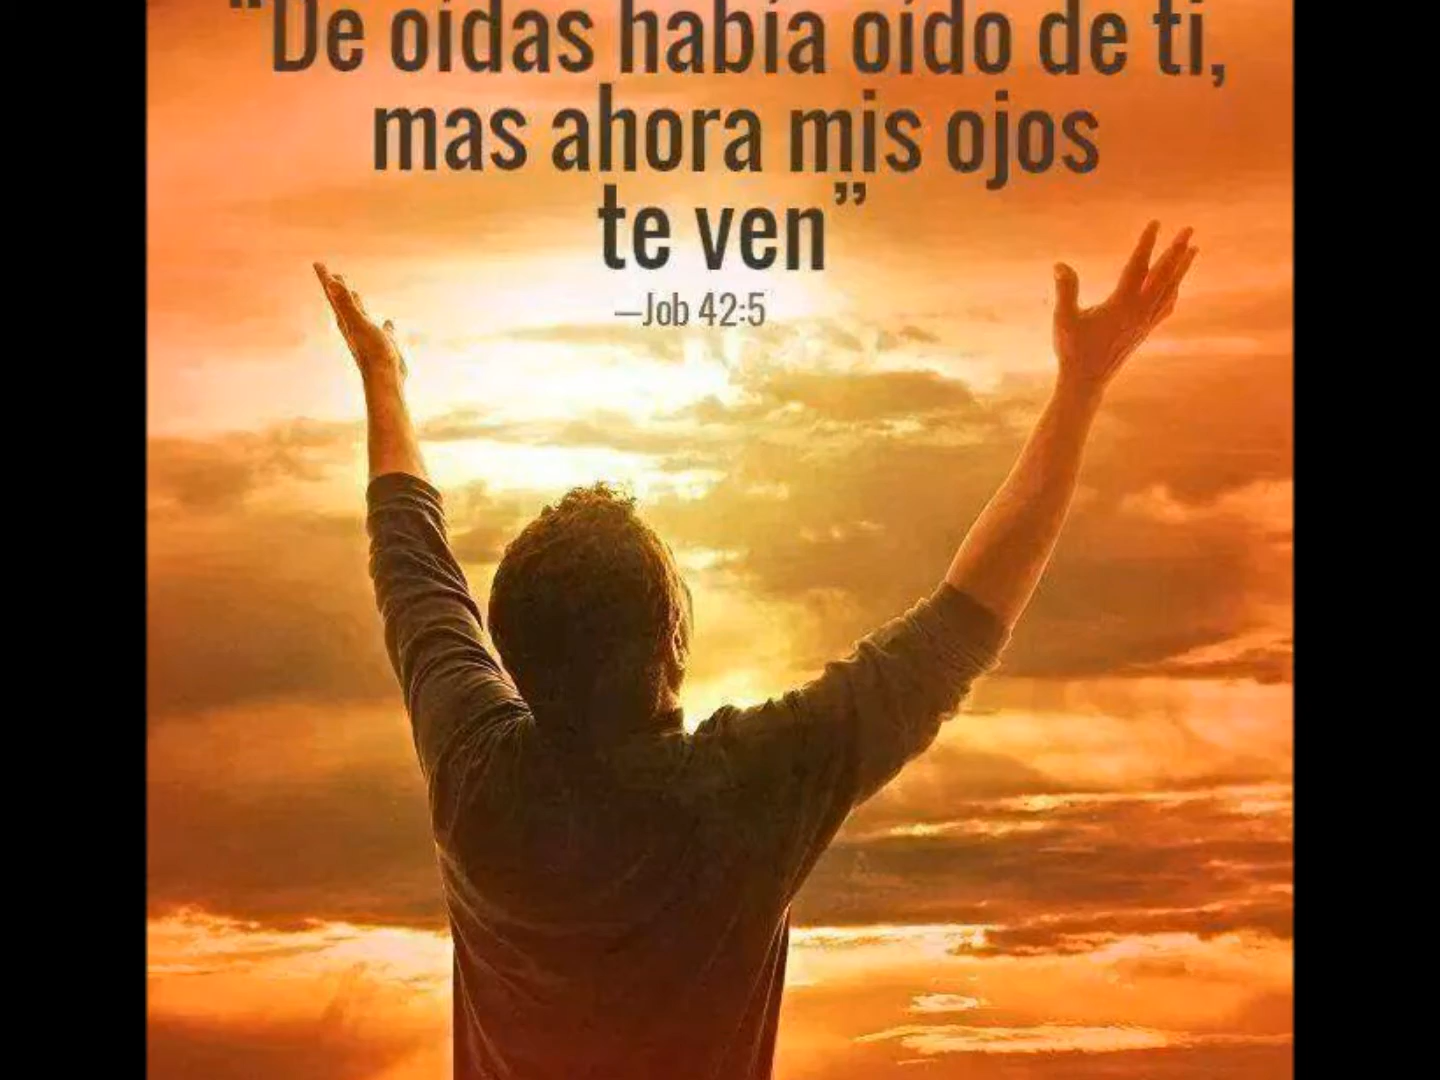 “De oídas había oído de ti,
mas ahora mis ojos
te ven”
—Job 42:5